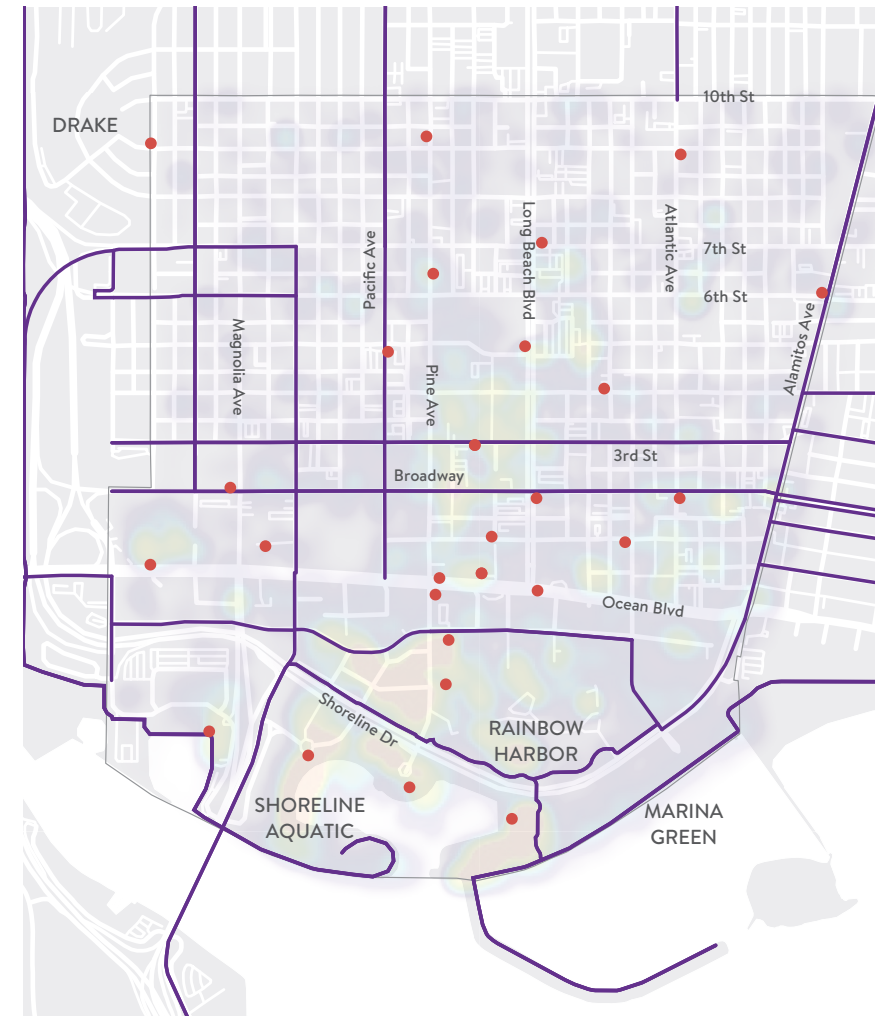 10th St
DRAKE
Long Beach Blvd
Atlantic Ave
Pacific Ave
7th St
6th St
Magnolia Ave
Alamitos Ave
Pine Ave
3rd St
Broadway
Ocean Blvd
Shoreline Dr
RAINBOW
HARBOR
SHORELINE
AQUATIC
MARINA
GREEN